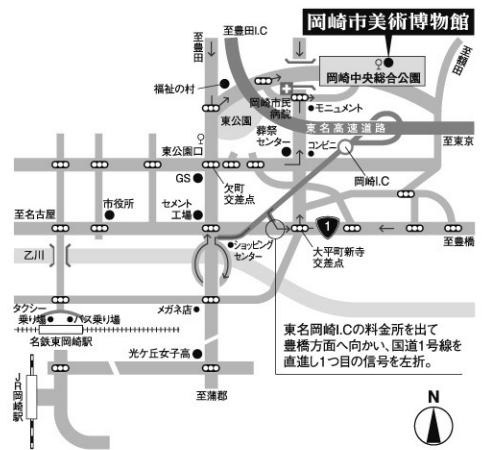 岡崎市美術博物館
至豊田I.C
至豊田
岡崎中央総合公園
至額田
福祉の村
岡崎市民
病院
モニュメント
東公園
東名高速道路
葬祭
センター
コンビニ
至東京
東公園口
岡崎I.C
GS
欠町
交差点
市役所
セメント
工場
至名古屋
1
至豊橋
乙川
ショッピング
センター
大平町新寺
交差点
タクシー
乗り場
バス乗り場
メガネ店
名鉄東岡崎駅
東名岡崎I.Cの料金所を出て
豊橋方面へ向かい、国道1号線を
直進し1つ目の信号を左折。
光ケ丘女子高
JR岡崎駅
至蒲郡
N